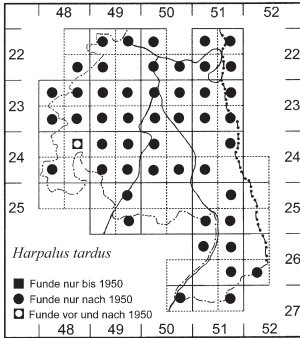 48 49 50 51 52
22 22
23 23
24 24
25 25
26
Harpalus tardus
Funde nur bis 1950
Funde nur nach 1950
Funde vor und nach 1950
27
48 49 50 51 52